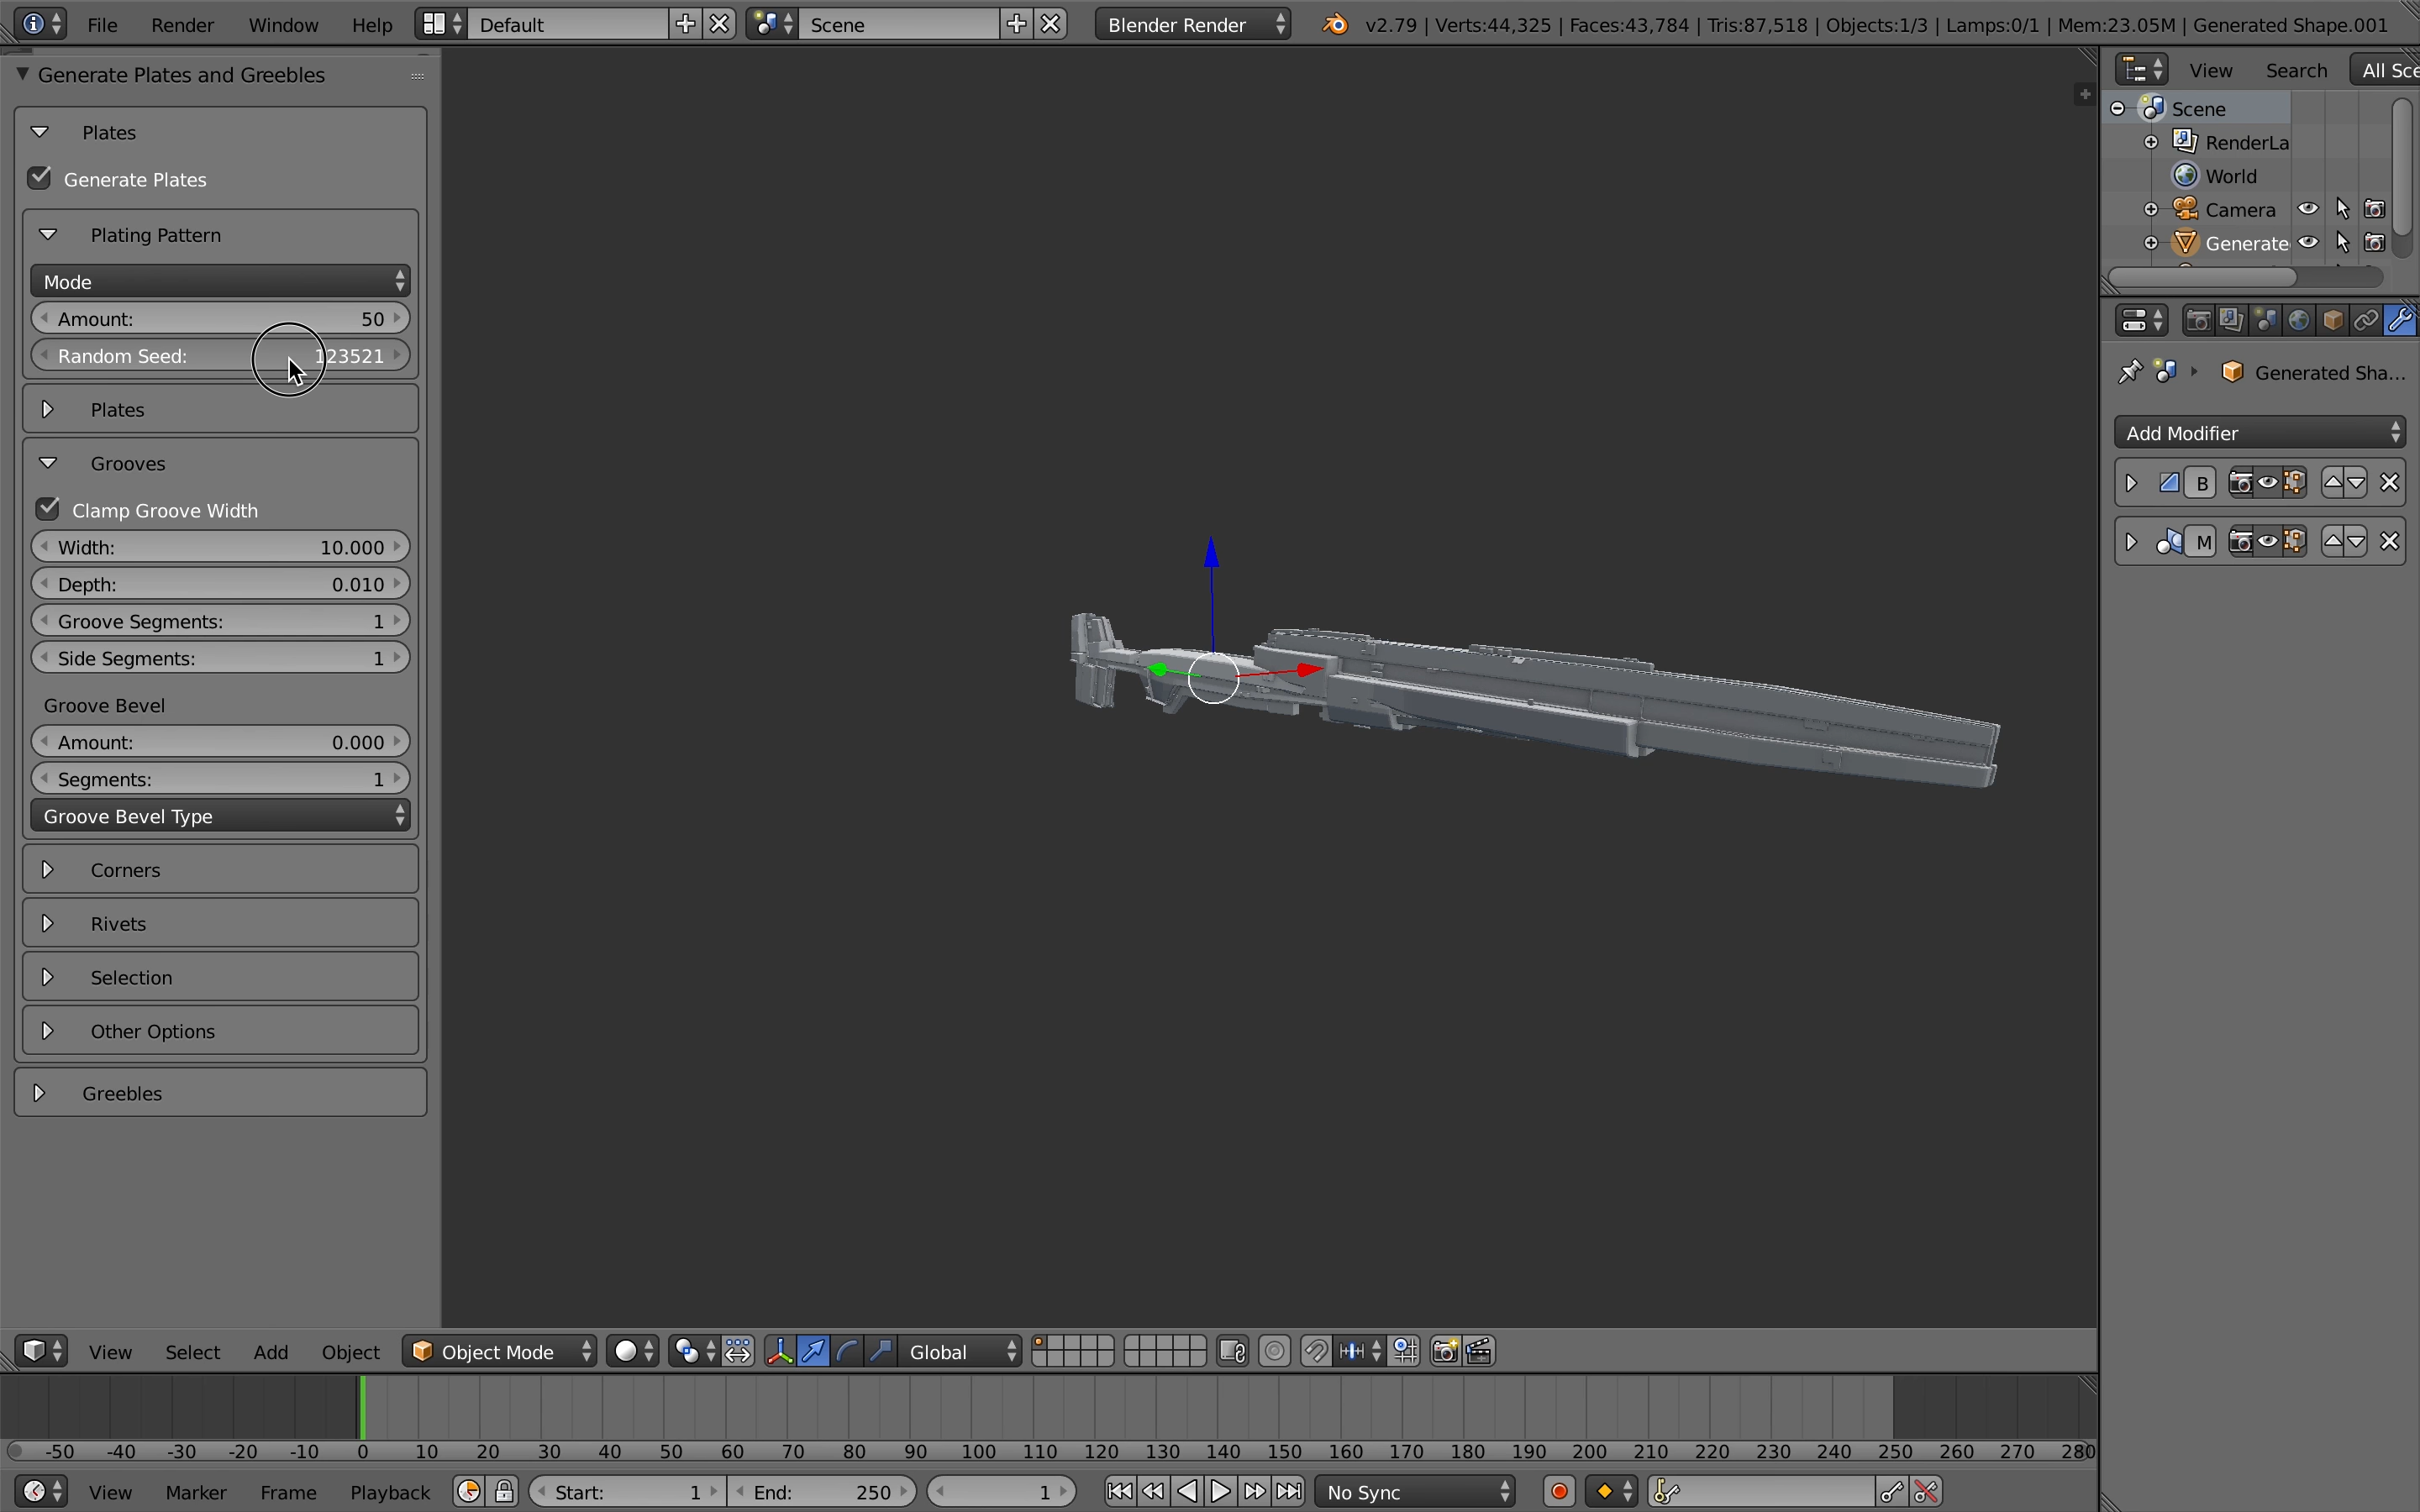 File Render Window Help Default Scene Blender Render v2.79 | Verts:44,325 | Faces:43,784 | Tris:87,518 | Objects:1/3 | Lamps:0/1 | Mem:23.05M | Generated Shape.001
Generate Plates and Greebles
Plates
Generate Plates
Plating Pattern
Mode
Amount: 50
Random Seed: 123521
Plates
Grooves
Clamp Groove Width
Width: 10.000
Depth: 0.010
Groove Segments: 1
Side Segments: 1
Groove Bevel
Amount: 0.000
Segments: 1
Groove Bevel Type
Corners
Rivets
Selection
Other Options
Greebles
View Search All Sce
Scene
RenderLa
World
Camera
Generate
Generated Sha...
Add Modifier
B
M
View Select Add Object Object Mode Global
-50 -40 -30 -20 -10 0 10 20 30 40 50 60 70 80 90 100 110 120 130 140 150 160 170 180 190 200 210 220 230 240 250 260 270 280
View Marker Frame Playback Start: 1 End: 250 1 No Sync